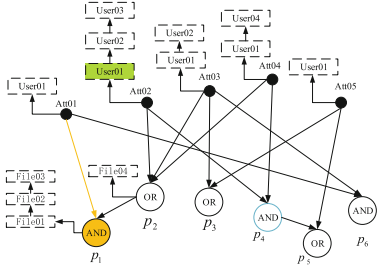 User03
User02
User01
User02
User01
User04
User01
User01
User01
Att01
Att02
Att03
Att04
Att05
File03
File02
File01
File04
AND
OR
OR
AND
OR
AND
p1
p2
p3
p4
p5
p6